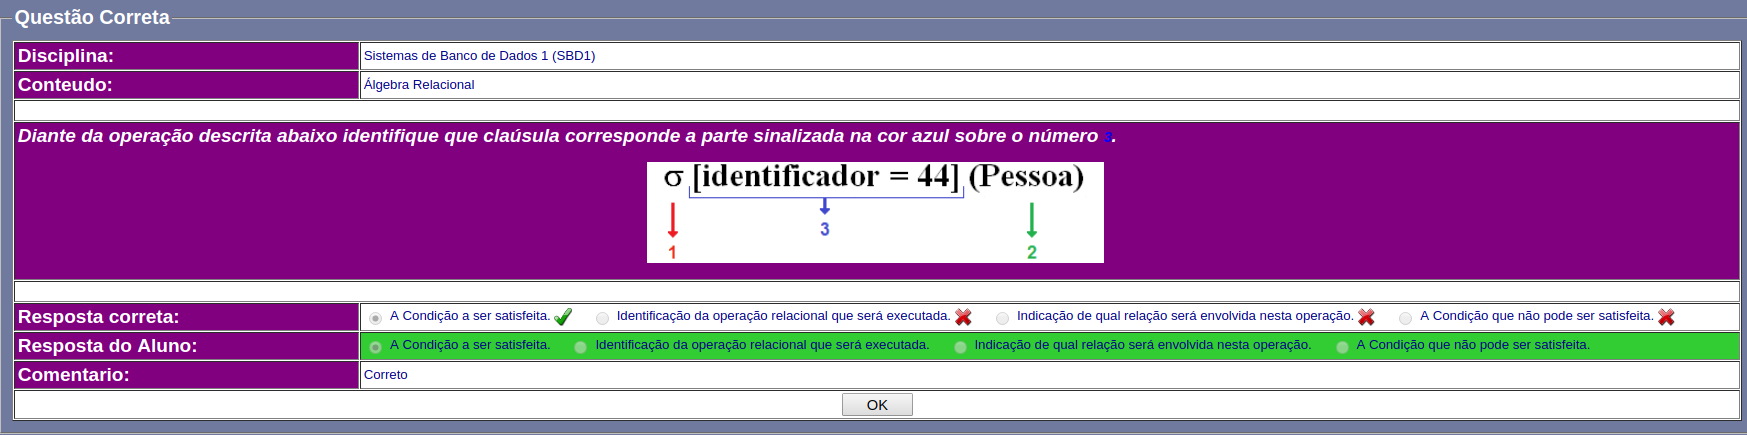 Questão Correta
Disciplina: Sistemas de Banco de Dados 1 (SBD1)
Conteudo: Álgebra Relacional
Diante da operação descrita abaixo identifique que claúsula corresponde a parte sinalizada na cor azul sobre o número 3.
σ [identificador = 44] (Pessoa)
3
1 2
Resposta correta: A Condição a ser satisfeita. Identificação da operação relacional que será executada. Indicação de qual relação será envolvida nesta operação. A Condição que não pode ser satisfeita.
Resposta do Aluno: A Condição a ser satisfeita. Identificação da operação relacional que será executada. Indicação de qual relação será envolvida nesta operação. A Condição que não pode ser satisfeita.
Comentario: Correto
OK